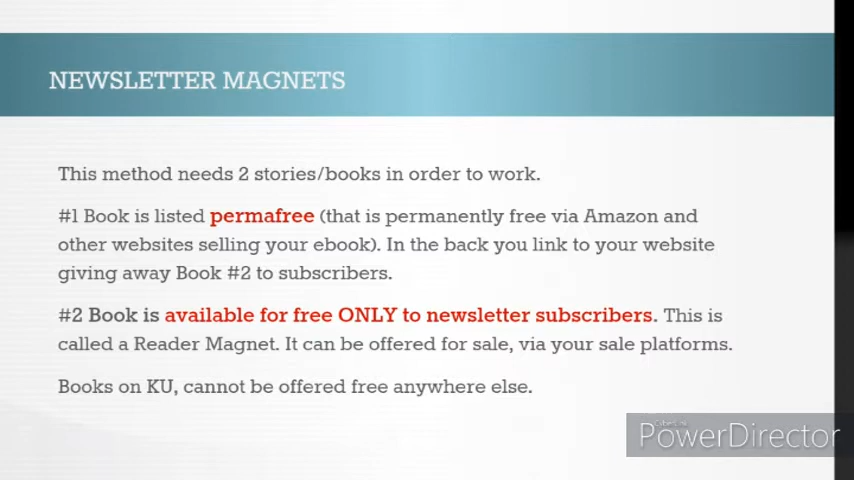 NEWSLETTER MAGNETS
This method needs 2 stories/books in order to work.
#1 Book is listed permafree (that is permanently free via Amazon and
other websites selling your ebook). In the back you link to your website
giving away Book #2 to subscribers.
#2 Book is available for free ONLY to newsletter subscribers. This is
called a Reader Magnet. It can be offered for sale, via your sale platforms.
Books on KU, cannot be offered free anywhere else.
PowerDirector